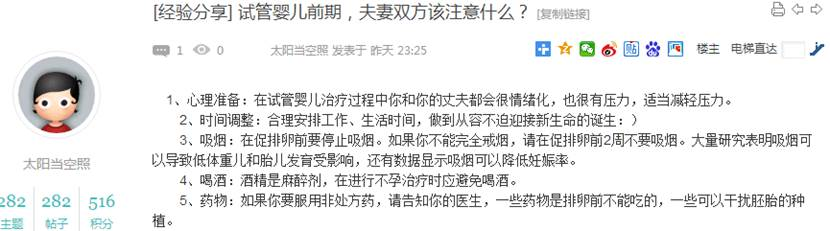 [经验分享] 试管婴儿前期，夫妻双方该注意什么？ [复制链接]
1 0 太阳当空照 发表于 昨天 23:25 楼主 电梯直达
1、心理准备：在试管婴儿治疗过程中你和你的丈夫都会很情绪化，也很有压力，适当减轻压力。
2、时间调整：合理安排工作、生活时间，做到从容不迫迎接新生命的诞生：）
3、吸烟：在促排卵前要停止吸烟。如果你不能完全戒烟，请在促排卵前2周不要吸烟。大量研究表明吸烟可
以导致低体重儿和胎儿发育受影响，还有数据显示吸烟可以降低妊娠率。
4、喝酒：酒精是麻醉剂，在进行不孕治疗时应避免喝酒。
5、药物：如果你要服用非处方药，请告知你的医生，一些药物是排卵前不能吃的，一些可以干扰胚胎的种
植。
太阳当空照
282 282 516
主题 帖子 积分